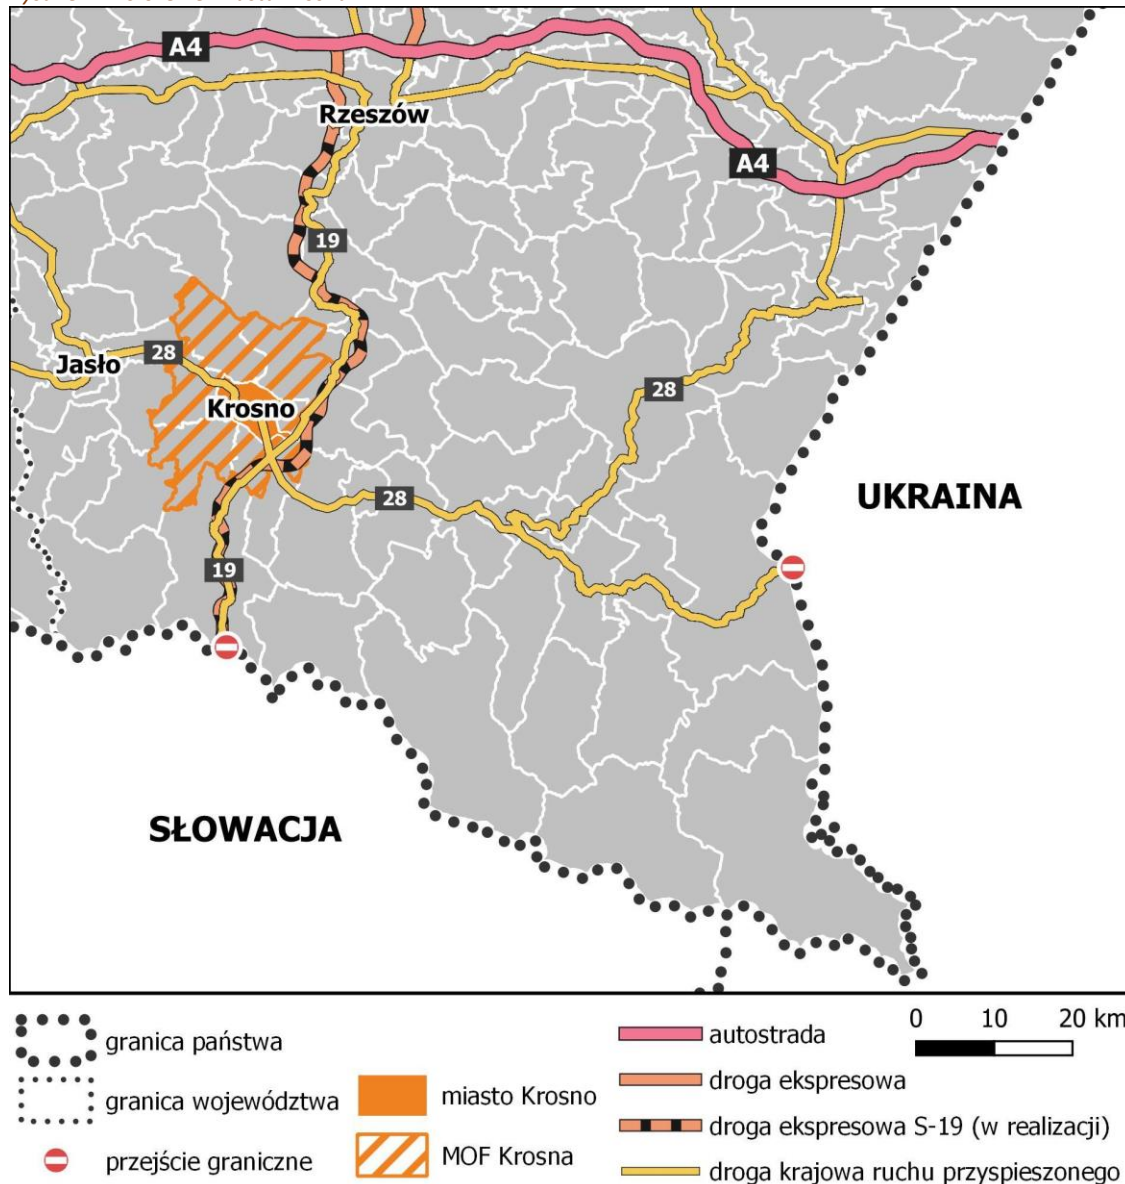 A4
Rzeszów
A4
19
28
Jasło
Krosno
28
28
UKRAINA
19
SŁOWACJA
granica państwa
granica województwa
przejście graniczne
miasto Krosno
MOF Krosna
0 10 20 km
autostrada
droga ekspresowa
droga ekspresowa S-19 (w realizacji)
droga krajowa ruchu przyspieszonego